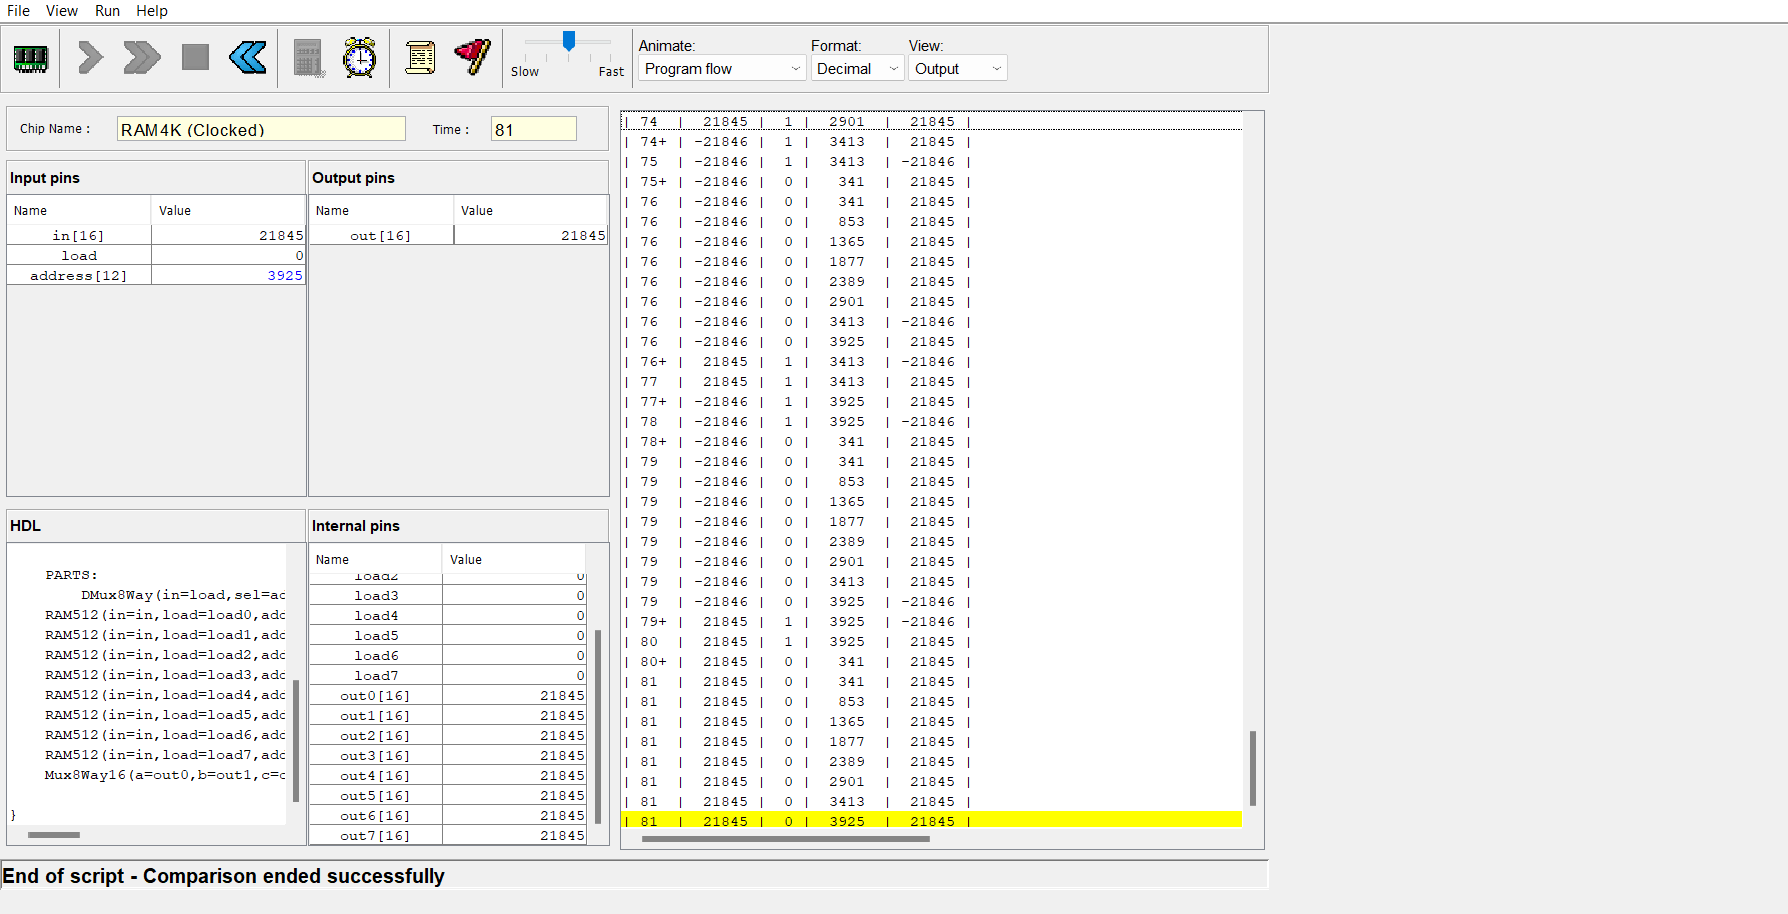 File View Run Help
Slow Fast
Animate: Format: View:
Program flow Decimal Output
Chip Name : RAM4K (Clocked) Time : 81
Input pins
Name Value
in[16] 21845
load 0
address[12] 3925
Output pins
Name Value
out[16] 21845
HDL
PARTS:
DMux8Way(in=load,sel=ad
RAM512(in=in,load=load0,add
RAM512(in=in,load=load1,add
RAM512(in=in,load=load2,add
RAM512(in=in,load=load3,add
RAM512(in=in,load=load4,add
RAM512(in=in,load=load5,add
RAM512(in=in,load=load6,add
RAM512(in=in,load=load7,add
Mux8Way16(a=out0,b=out1,c=o
}
Internal pins
Name Value
load2 0
load3 0
load4 0
load5 0
load6 0
load7 0
out0[16] 21845
out1[16] 21845
out2[16] 21845
out3[16] 21845
out4[16] 21845
out5[16] 21845
out6[16] 21845
out7[16] 21845
| 74 | 21845 | 1 | 2901 | 21845 |
| 74+ | -21846 | 1 | 3413 | 21845 |
| 75 | -21846 | 1 | 3413 | -21846 |
| 75+ | -21846 | 0 | 341 | 21845 |
| 76 | -21846 | 0 | 341 | 21845 |
| 76 | -21846 | 0 | 853 | 21845 |
| 76 | -21846 | 0 | 1365 | 21845 |
| 76 | -21846 | 0 | 1877 | 21845 |
| 76 | -21846 | 0 | 2389 | 21845 |
| 76 | -21846 | 0 | 2901 | 21845 |
| 76 | -21846 | 0 | 3413 | -21846 |
| 76 | -21846 | 0 | 3925 | 21845 |
| 76+ | 21845 | 1 | 3413 | -21846 |
| 77 | 21845 | 1 | 3413 | 21845 |
| 77+ | -21846 | 1 | 3925 | 21845 |
| 78 | -21846 | 1 | 3925 | -21846 |
| 78+ | -21846 | 0 | 341 | 21845 |
| 79 | -21846 | 0 | 341 | 21845 |
| 79 | -21846 | 0 | 853 | 21845 |
| 79 | -21846 | 0 | 1365 | 21845 |
| 79 | -21846 | 0 | 1877 | 21845 |
| 79 | -21846 | 0 | 2389 | 21845 |
| 79 | -21846 | 0 | 2901 | 21845 |
| 79 | -21846 | 0 | 3413 | 21845 |
| 79 | -21846 | 0 | 3925 | -21846 |
| 79+ | 21845 | 1 | 3925 | -21846 |
| 80 | 21845 | 1 | 3925 | 21845 |
| 80+ | 21845 | 0 | 341 | 21845 |
| 81 | 21845 | 0 | 341 | 21845 |
| 81 | 21845 | 0 | 853 | 21845 |
| 81 | 21845 | 0 | 1365 | 21845 |
| 81 | 21845 | 0 | 1877 | 21845 |
| 81 | 21845 | 0 | 2389 | 21845 |
| 81 | 21845 | 0 | 2901 | 21845 |
| 81 | 21845 | 0 | 3413 | 21845 |
| 81 | 21845 | 0 | 3925 | 21845 |
End of script - Comparison ended successfully